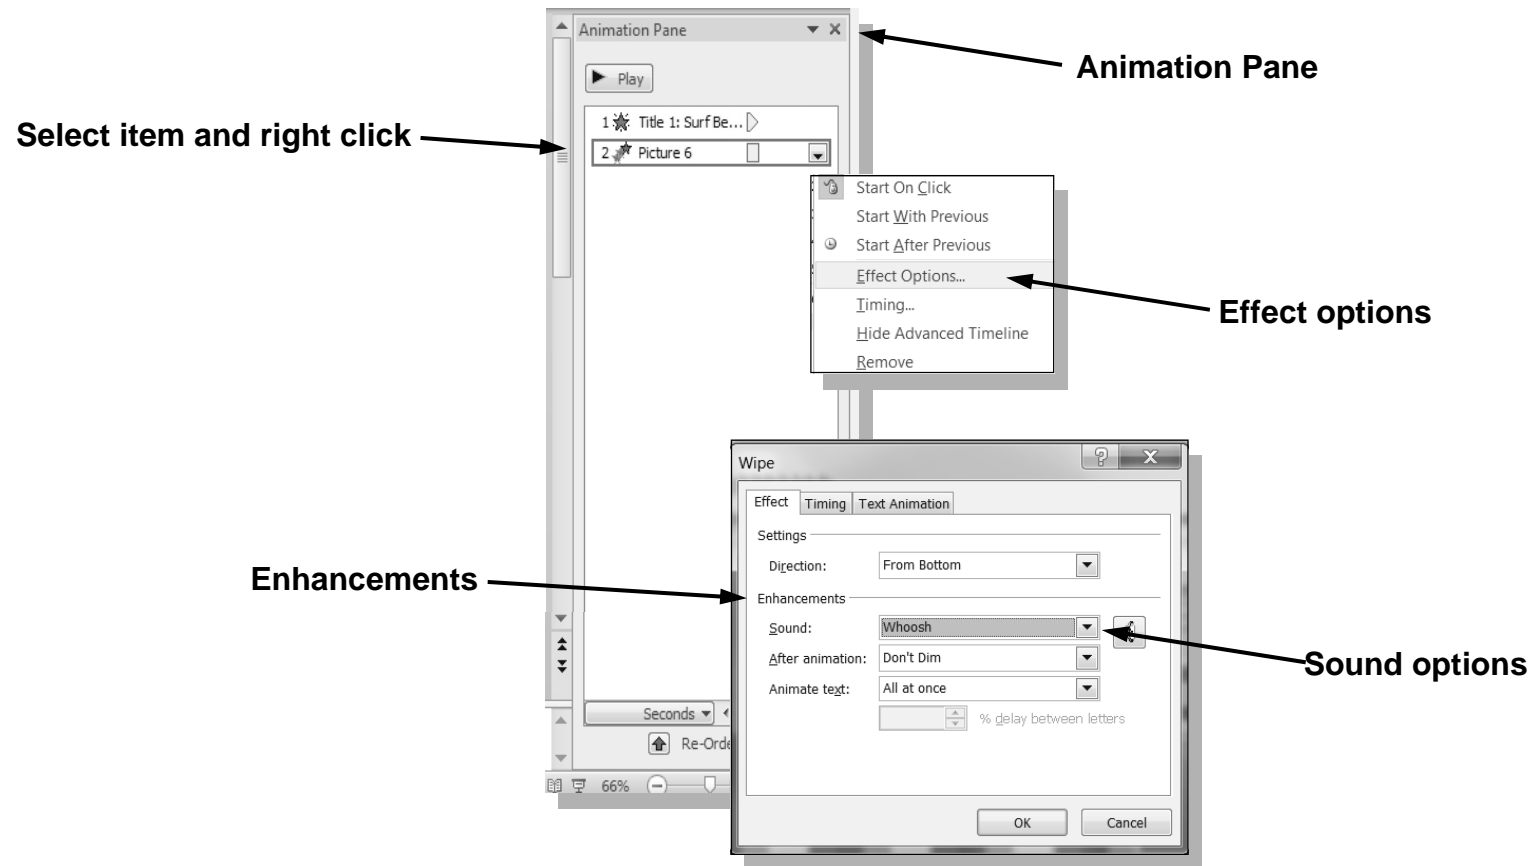 Animation Pane
Animation Pane
Play
Select item and right click
1 Title 1: Surf Be...
2 Picture 6
Start On Click
Start With Previous
Start After Previous
Effect Options...
Timing...
Hide Advanced Timeline
Remove
Effect options
Wipe
Effect Timing Text Animation
Settings
Direction: From Bottom
Enhancements
Enhancements
Sound: Whoosh
After animation: Don't Dim
Sound options
Animate text: All at once
% delay between letters
Seconds
Re-Orde
66%
OK Cancel